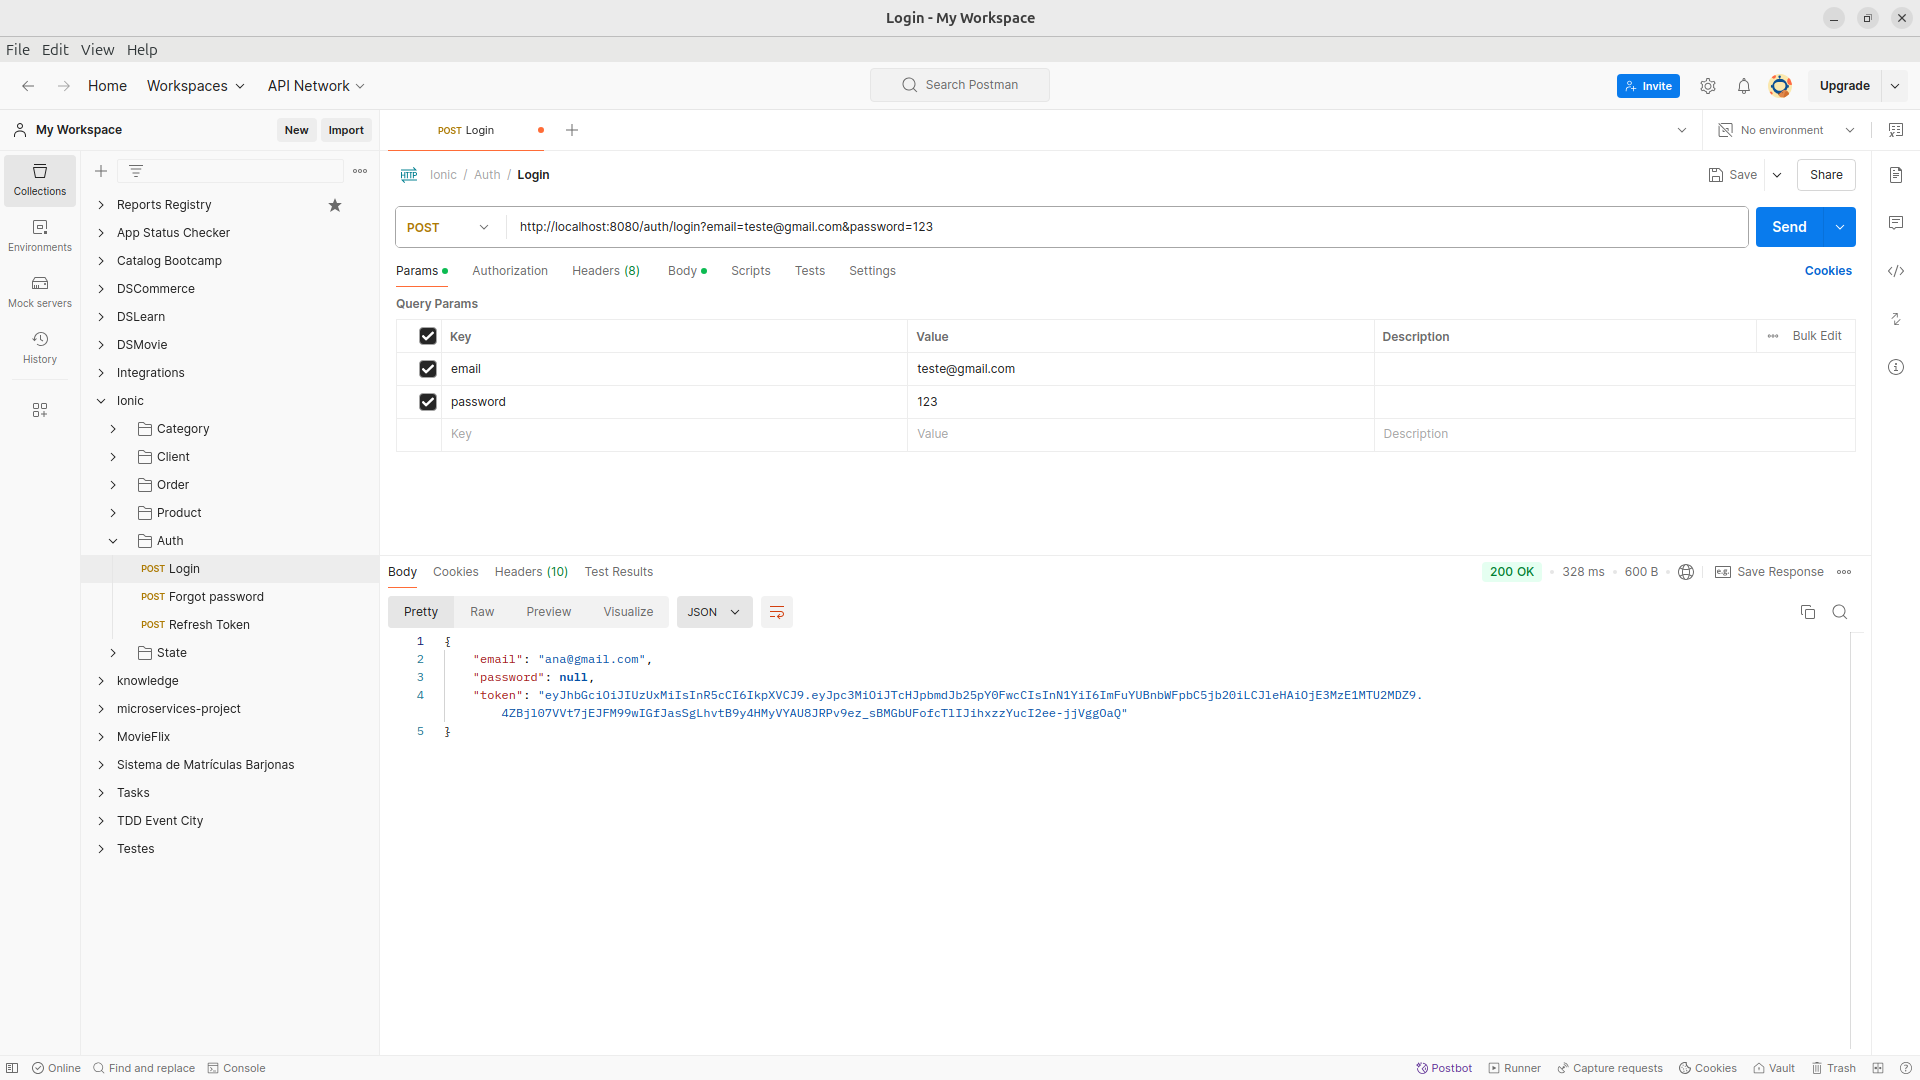 Login - My Workspace
File Edit View Help
Home Workspaces API Network Search Postman Invite Upgrade
My Workspace New Import POST Login No environment
Collections
Environments
Mock servers
History
Reports Registry
App Status Checker
Catalog Bootcamp
DSCommerce
DSLearn
DSMovie
Integrations
Ionic
Category
Client
Order
Product
Auth
POST Login
POST Forgot password
POST Refresh Token
State
knowledge
microservices-project
MovieFlix
Sistema de Matrículas Barjonas
Tasks
TDD Event City
Testes
HTTP Ionic / Auth / Login Save Share
POST http://localhost:8080/auth/login?email=teste@gmail.com&password=123 Send
Params Authorization Headers (8) Body Scripts Tests Settings Cookies
Query Params
Key Value Description Bulk Edit
email teste@gmail.com
password 123
Key Value Description
Body Cookies Headers (10) Test Results 200 OK 328 ms 600 B e.g. Save Response
Pretty Raw Preview Visualize JSON
1 {
2 "email": "ana@gmail.com",
3 "password": null,
4 "token": "eyJhbGciOiJIUzUxMiIsInR5cCI6IkpXVCJ9.eyJpc3MiOiJTcHJpbmdJb25pY0FwcCIsInN1YiI6ImFuYUBnbWFpbC5jb20iLCJleHAiOjE3MzE1MTU2MDZ9.
4ZBjl07VVt7jEJFM99wIGfJasSgLhvtB9y4HMyVYAU8JRPv9ez_sBMGbUFofcTlIJihxzzYucI2ee-jjVggOaQ"
5 }
Online Find and replace Console Postbot Runner Capture requests Cookies Vault Trash